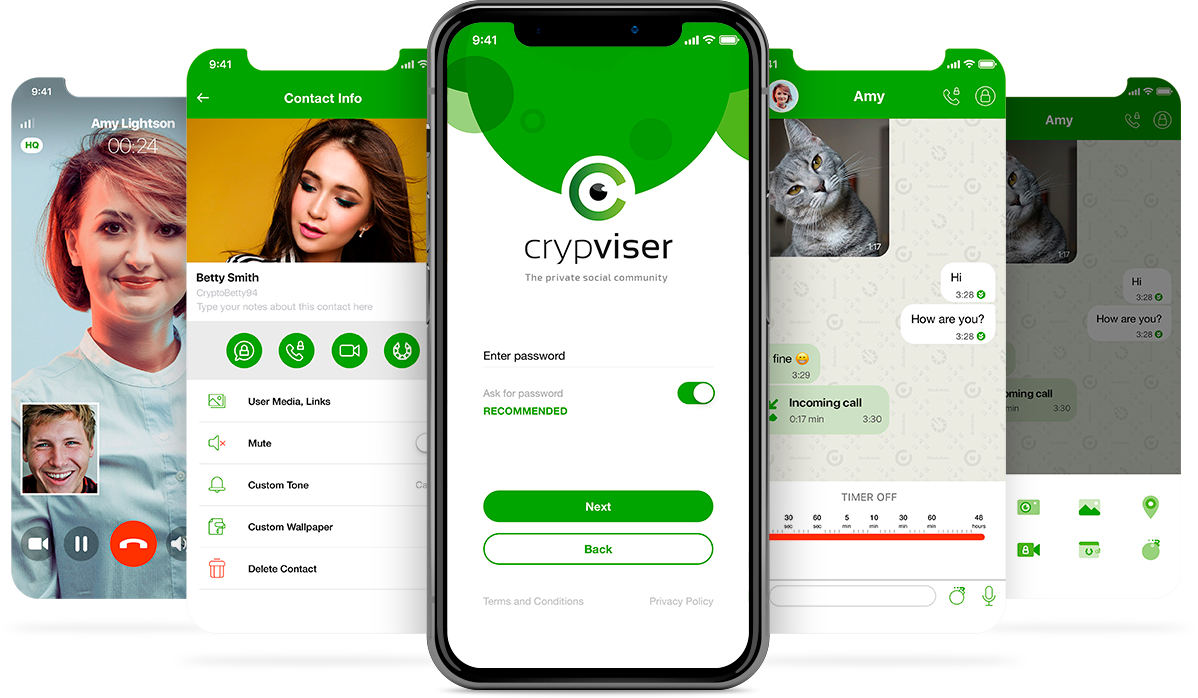 9:41
Amy Lightson
00:24
HQ
9:41
Contact Info
Betty Smith
CryptoBetty94
Type your notes about this contact here
User Media, Links
Mute
Custom Tone
Custom Wallpaper
Delete Contact
9:41
crypviser
The private social community
Enter password
Ask for password
RECOMMENDED
Next
Back
Terms and Conditions
Privacy Policy
Amy
1:17
Hi
3:28
How are you?
3:28
fine 😁
3:29
Incoming call
0:17 min
3:30
TIMER OFF
30 60 5 10 30 60 48
sec sec min min min min hours
Amy
1:17
Hi
3:28
How are you?
3:28
ming call
min
3:30